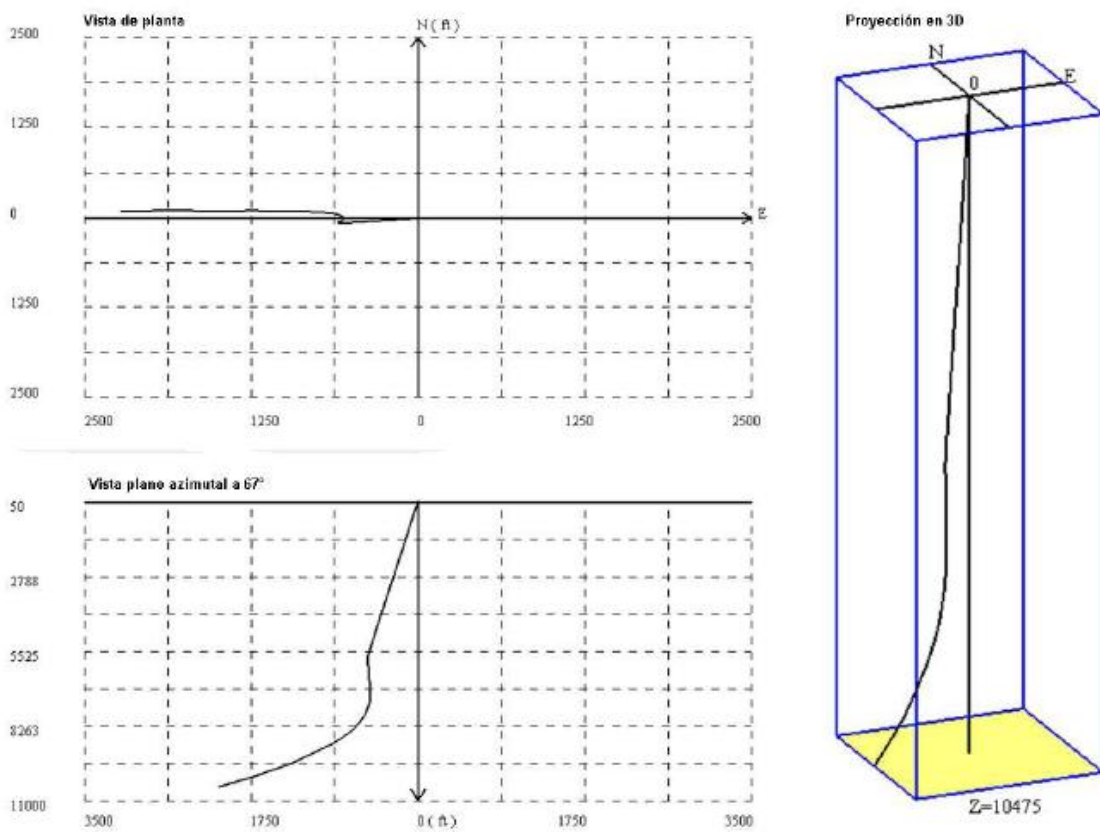 Vista de planta
N ( ft )
2500
1250
0
E
1250
2500
2500 1250 0 1250 2500
Vista plano azimutal a 67°
50
2788
5525
8263
11000
3500 1750 0 ( ft ) 1750 3500
Proyección en 3D
N
0
E
Z=10475